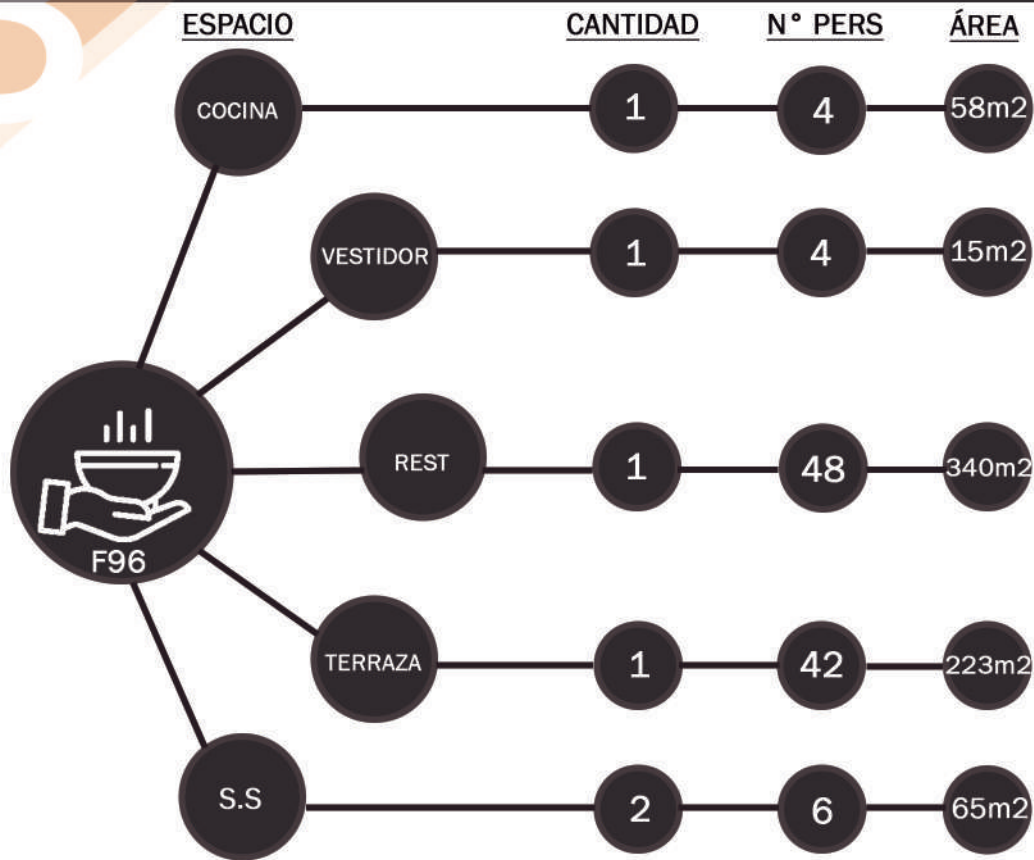 ESPACIO CANTIDAD N° PERS ÁREA
COCINA 1 4 58m2
VESTIDOR 1 4 15m2
REST 1 48 340m2
F96
TERRAZA 1 42 223m2
S.S 2 6 65m2